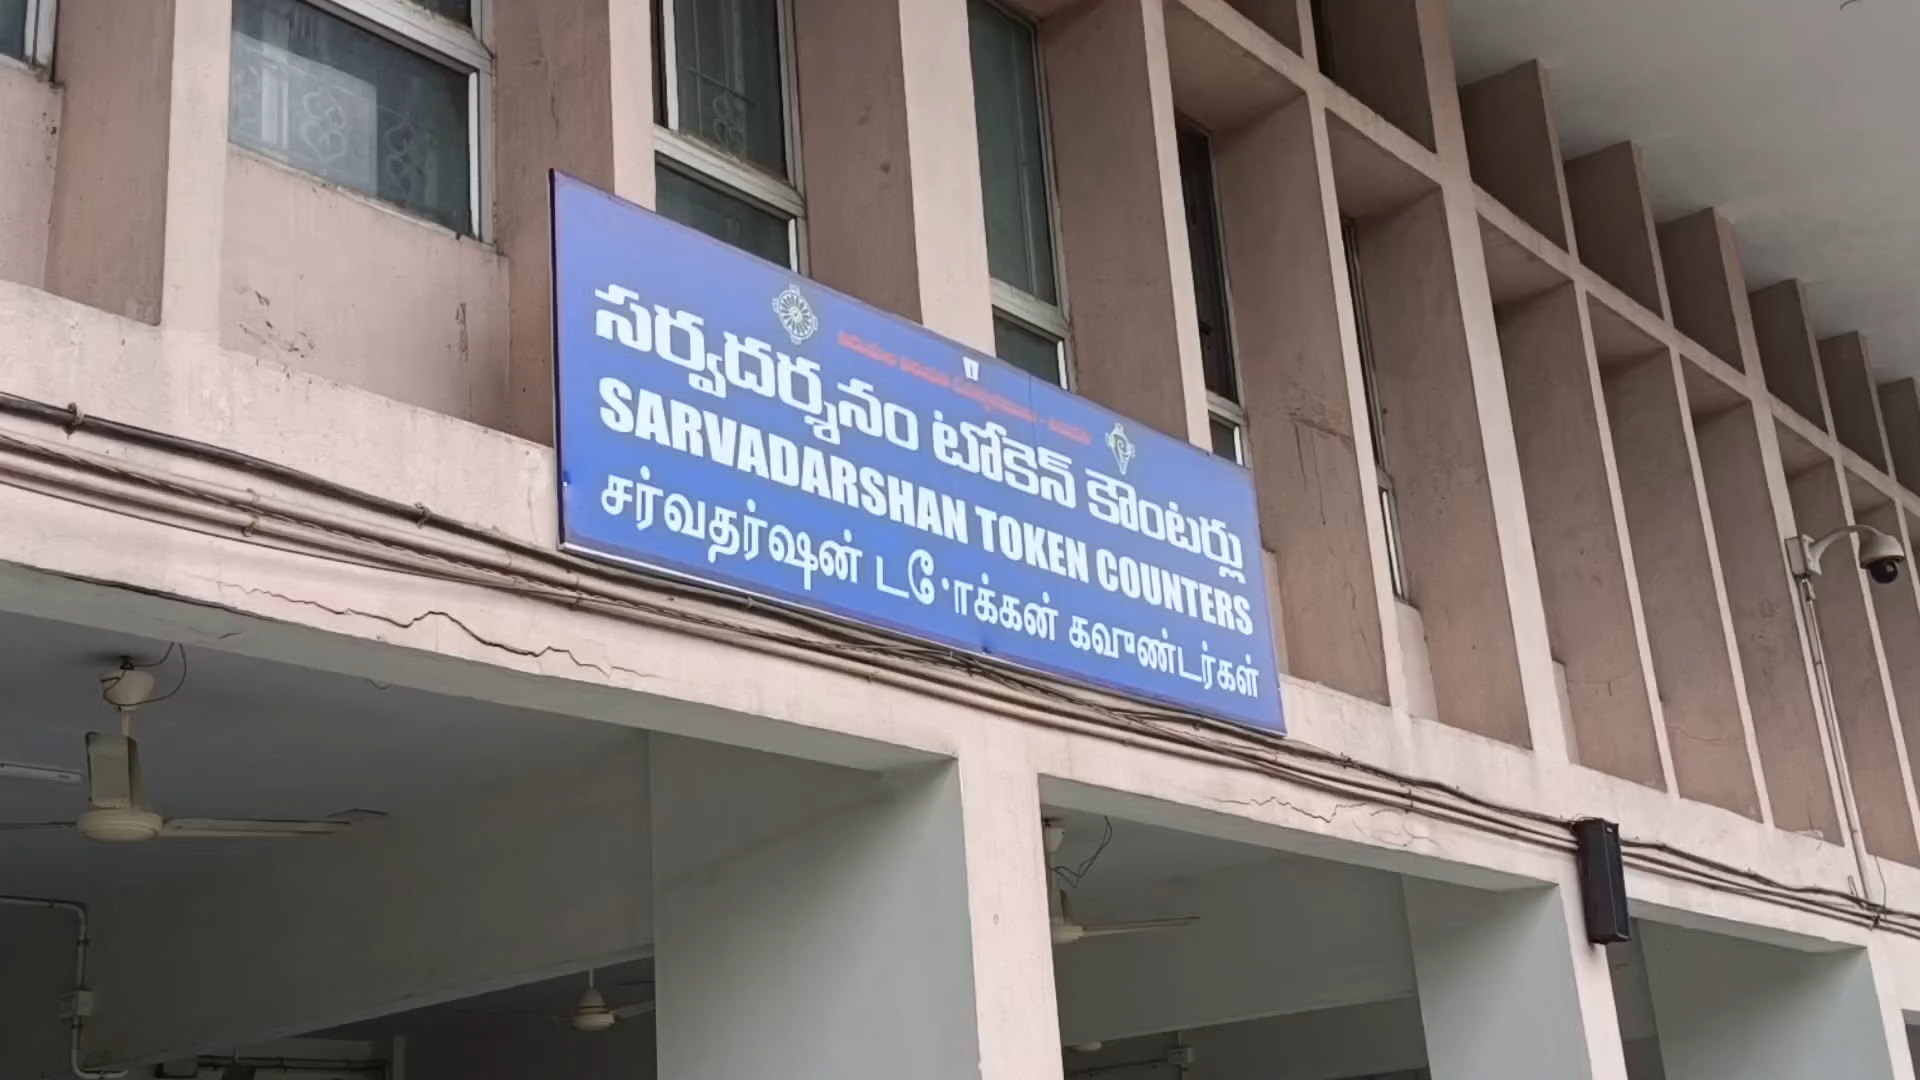 సర్వదర్శనం టోకెన్ కౌంటర్లు
SARVADARSHAN TOKEN COUNTERS
சர்வதர்ஷன் டோக்கன் கவுண்டர்கள்